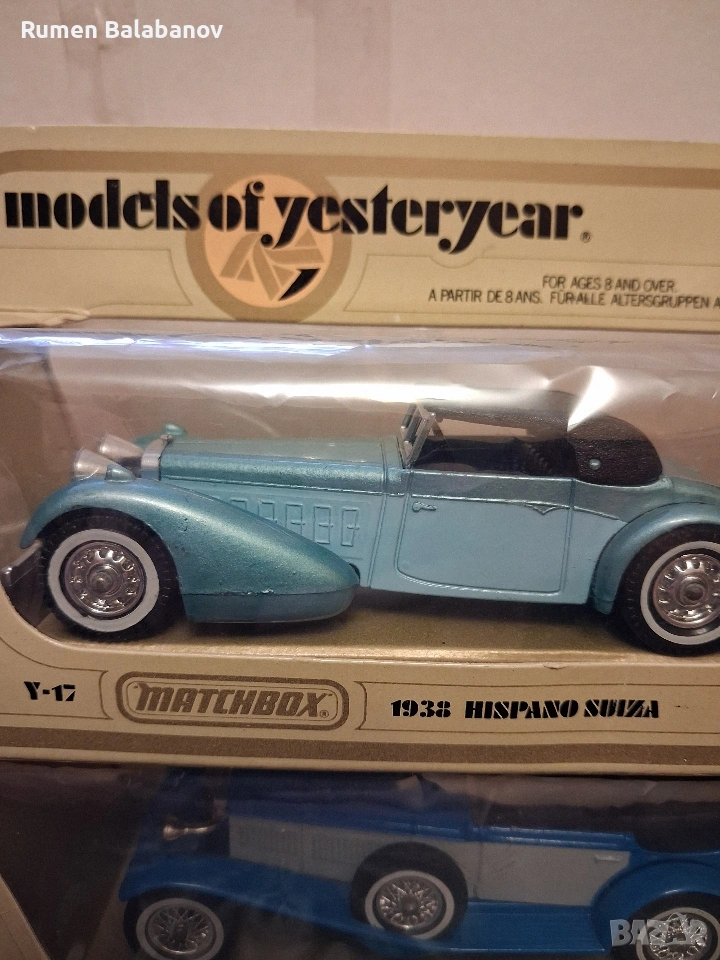 Rumen Balabanov
models of yesteryear®
FOR AGES 8 AND OVER.
A PARTIR DE 8 ANS. FÜR ALLE ALTERSGRUPPEN A
Y-17
MATCHBOX®
1938 HISPANO SUIZA
BAZAR